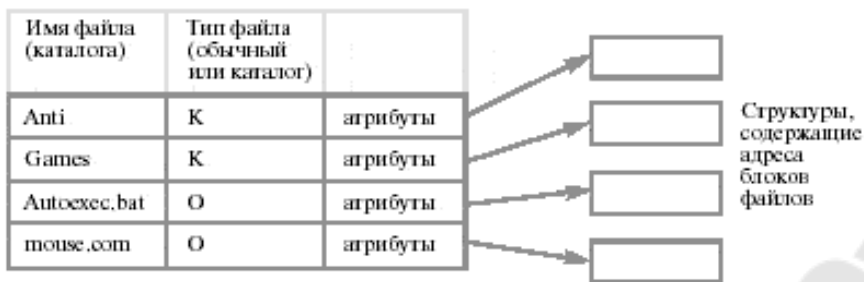 Имя файла
(каталога)
Тип файла
(обычный
или каталог)
Anti К атрибуты
Games К атрибуты
Autoexec.bat О атрибуты
mouse.com О атрибуты
Структуры,
содержащие
адреса
блоков
файлов